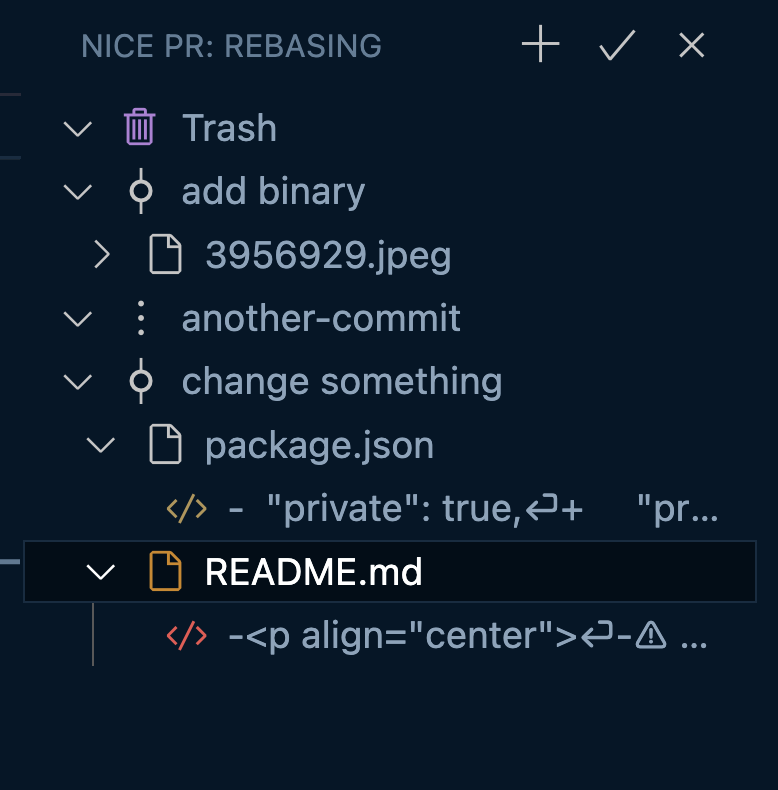 NICE PR: REBASING
Trash
add binary
3956929.jpeg
another-commit
change something
package.json
- "private": true,⏎+ "pr...
README.md
-<p align="center">⏎-⚠ ...